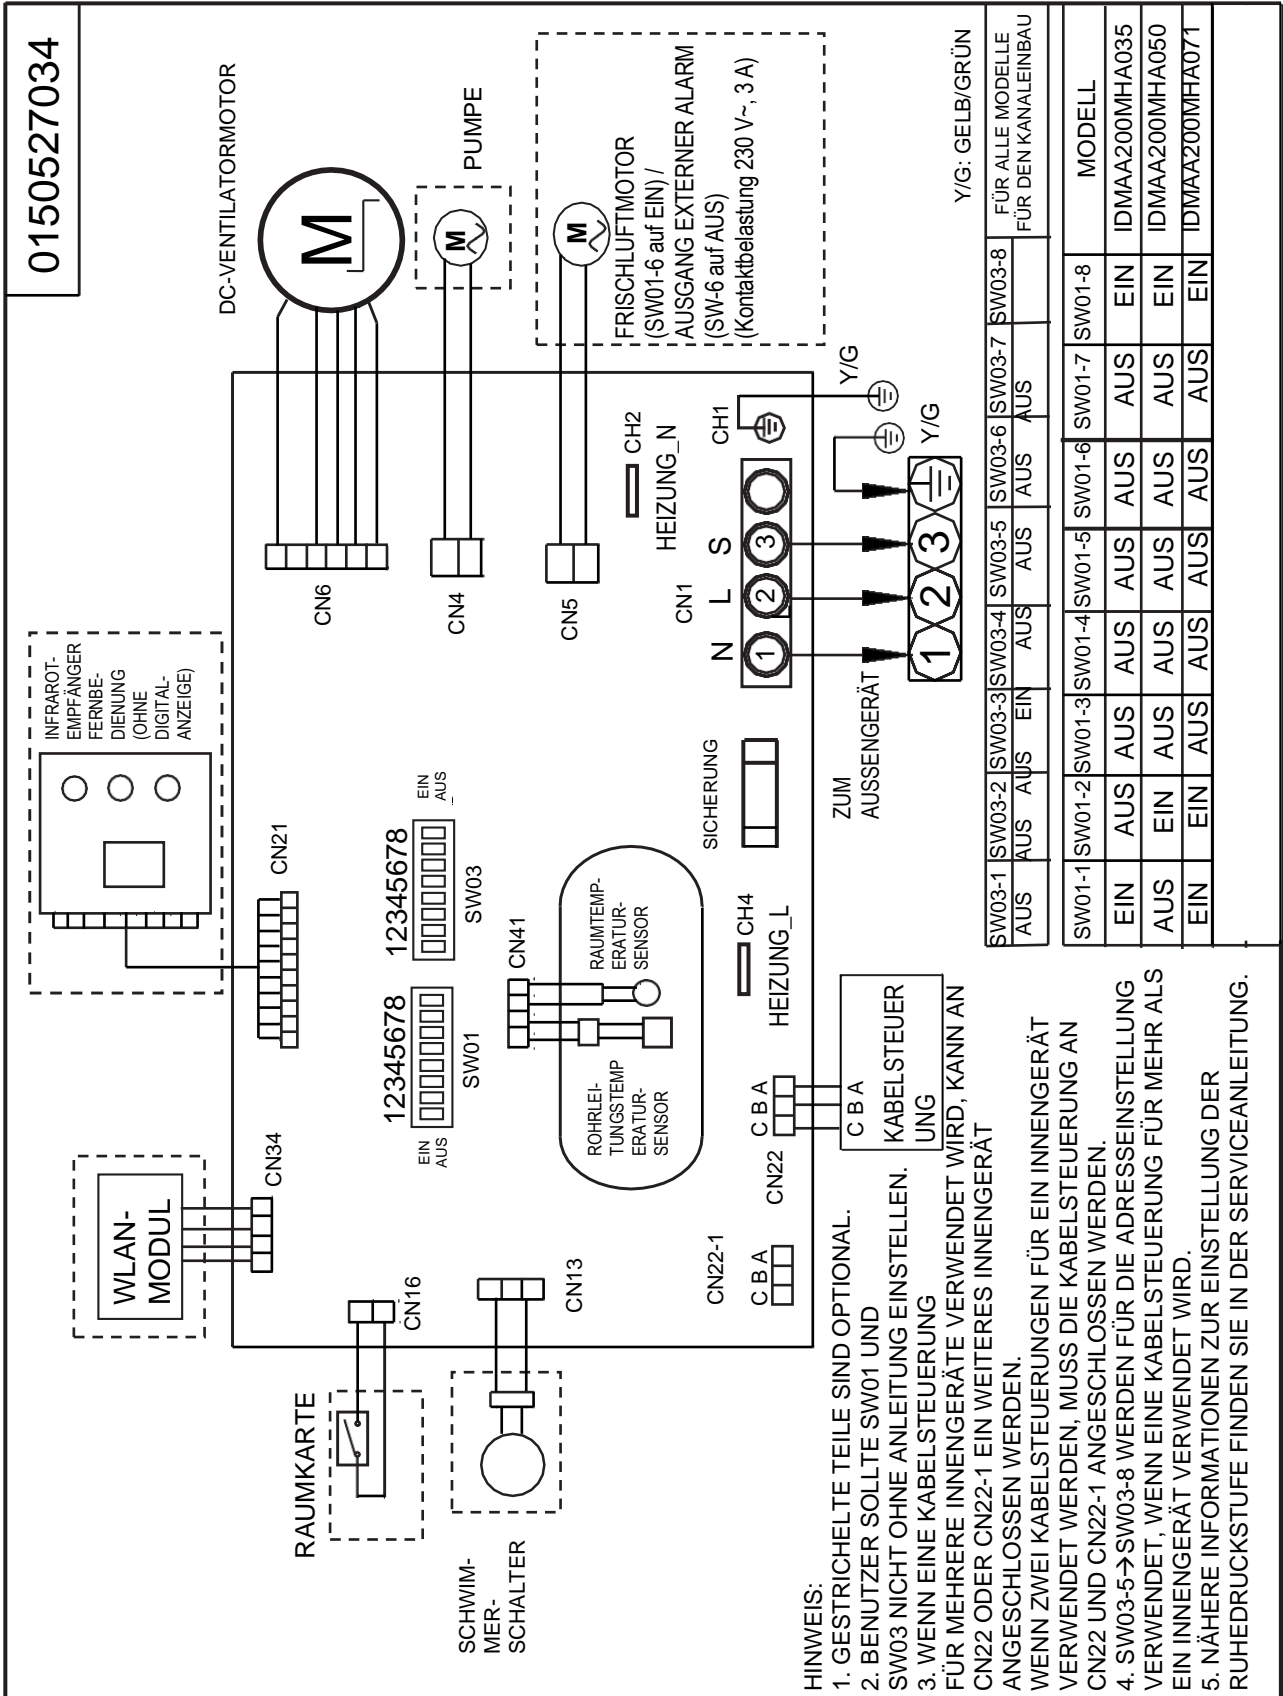 0150527034
DC-VENTILATORMOTOR
M
PUMPE
M
M
FRISCHLUFTMOTOR
(SW01-6 auf EIN) /
AUSGANG EXTERNER ALARM
(SW-6 auf AUS)
(Kontaktbelastung 230 V~, 3 A)
CN6
CN4
CN5
INFRAROT-
EMPFÄNGER
FERNBE-
DIENUNG
(OHNE
DIGITAL-
ANZEIGE)
CN21
WLAN-
MODUL
CN34
RAUMKARTE
CN16
SCHWIM-
MER-
SCHALTER
CN13
EIN
AUS
12345678
SW01
12345678
EIN
AUS
SW03
CN41
ROHRLEI-
TUNGSTEMP
ERATUR-
SENSOR
RAUMTEMP-
ERATUR-
SENSOR
CH2
HEIZUNG_N
CN1
N L S
1 2 3
CH1
SICHERUNG
CH4
HEIZUNG_L
CN22-1
C B A
CN22
C B A
C B A
KABELSTEUER
UNG
ZUM
AUSSENGERÄT
1 2 3
Y/G
Y/G
Y/G: GELB/GRÜN
SW03-1 SW03-2 SW03-3 SW03-4 SW03-5 SW03-6 SW03-7 SW03-8 FÜR ALLE MODELLE
FÜR DEN KANALEINBAU
AUS AUS AUS AUS EIN AUS AUS AUS AUS
SW01-1 SW01-2 SW01-3 SW01-4 SW01-5 SW01-6 SW01-7 SW01-8 MODELL
EIN AUS AUS AUS AUS AUS AUS EIN IDMAA200MHA035
AUS EIN AUS AUS AUS AUS AUS EIN IDMAA200MHA050
EIN EIN AUS AUS AUS AUS AUS EIN IDMAA200MHA071
HINWEIS:
1. GESTRICHELTE TEILE SIND OPTIONAL.
2. BENUTZER SOLLTE SW01 UND
SW03 NICHT OHNE ANLEITUNG EINSTELLEN.
3. WENN EINE KABELSTEUERUNG
FÜR MEHRERE INNENGERÄTE VERWENDET WIRD, KANN AN
CN22 ODER CN22-1 EIN WEITERES INNENGERÄT
ANGESCHLOSSEN WERDEN.
WENN ZWEI KABELSTEUERUNGEN FÜR EIN INNENGERÄT
VERWENDET WERDEN, MUSS DIE KABELSTEUERUNG AN
CN22 UND CN22-1 ANGESCHLOSSEN WERDEN.
4. SW03-5→SW03-8 WERDEN FÜR DIE ADRESSEINSTELLUNG
VERWENDET, WENN EINE KABELSTEUERUNG FÜR MEHR ALS
EIN INNENGERÄT VERWENDET WIRD.
5. NÄHERE INFORMATIONEN ZUR EINSTELLUNG DER
RUHEDRUCKSTUFE FINDEN SIE IN DER SERVICEANLEITUNG.